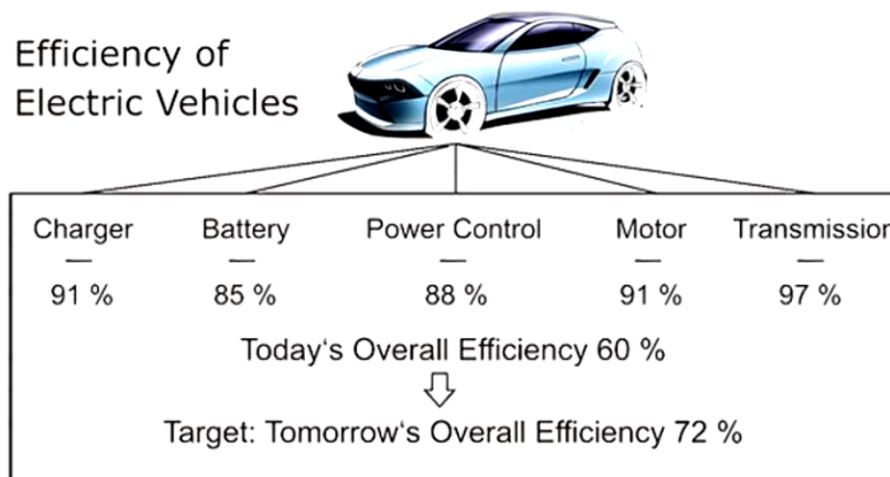 Efficiency of
Electric Vehicles
Charger Battery Power Control Motor Transmission
91 % 85 % 88 % 91 % 97 %
Today‘s Overall Efficiency 60 %
Target: Tomorrow‘s Overall Efficiency 72 %